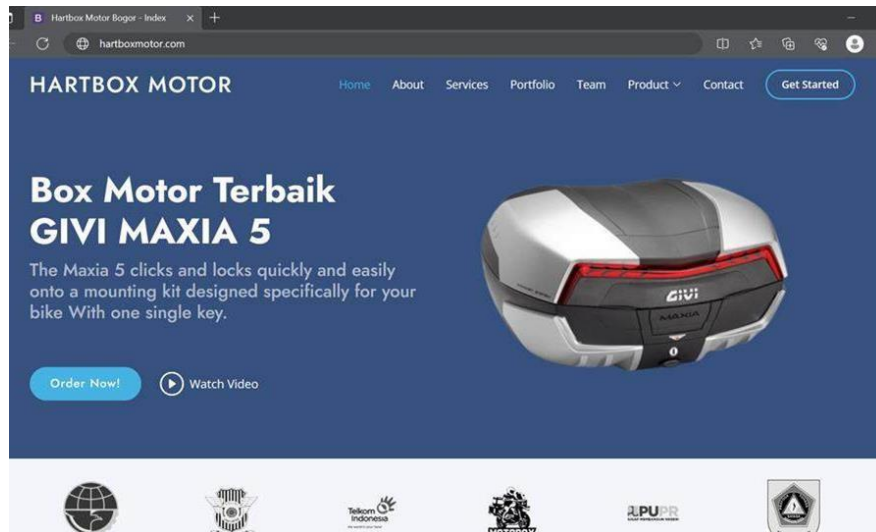 Hartbox Motor Bogor - Index
hartboxmotor.com
HARTBOX MOTOR
Home About Services Portfolio Team Product Contact Get Started
Box Motor Terbaik
GIVI MAXIA 5
The Maxia 5 clicks and locks quickly and easily
onto a mounting kit designed specifically for your
bike With one single key.
GIVI
MAXIA
Order Now! Watch Video
Telkom
Indonesia
MOTOBOX
PUPR